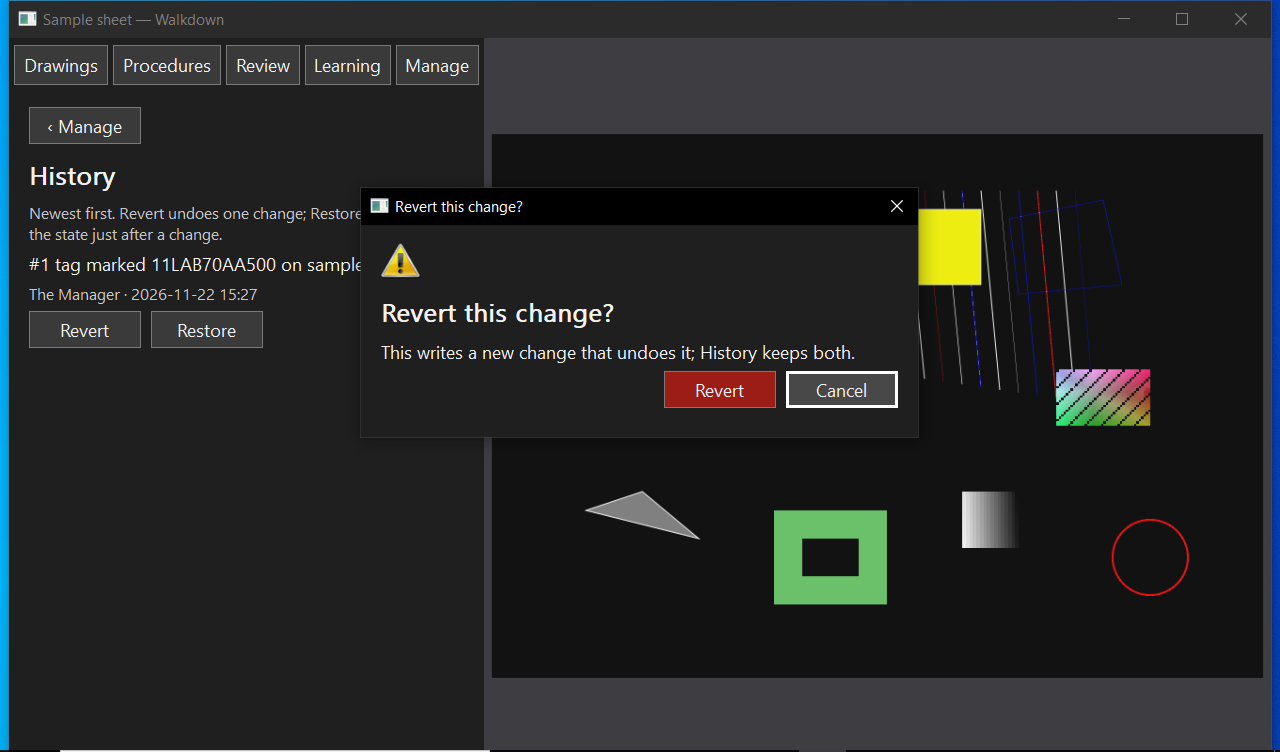 Sample sheet — Walkdown
Drawings Procedures Review Learning Manage
‹ Manage
History
Newest first. Revert undoes one change; Restore
the state just after a change.
#1 tag marked 11LAB70AA500 on sample
The Manager · 2026-11-22 15:27
Revert Restore
Revert this change?
Revert this change?
This writes a new change that undoes it; History keeps both.
Revert Cancel